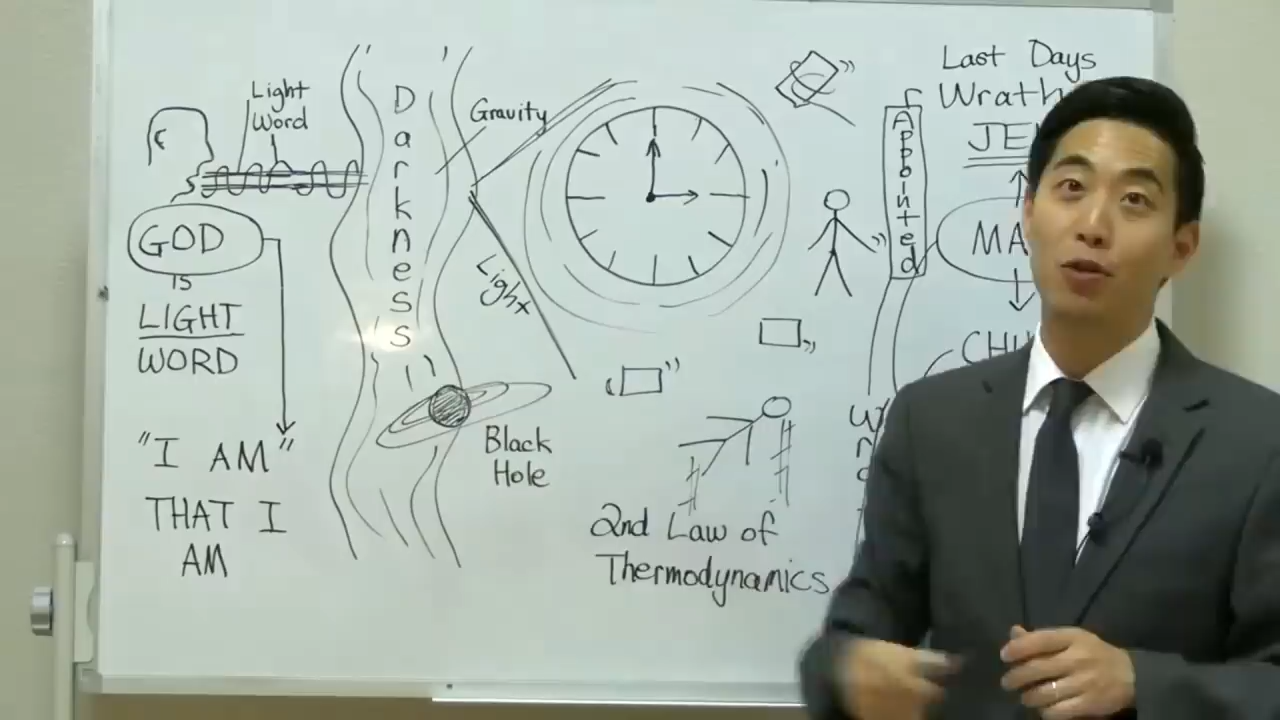 Light
Word
GOD
IS
LIGHT
WORD
"I AM"
THAT I
AM
Darkness
Gravity
Light
Black
Hole
2nd Law of
Thermodynamics
Appointed
Last Days
Wrath